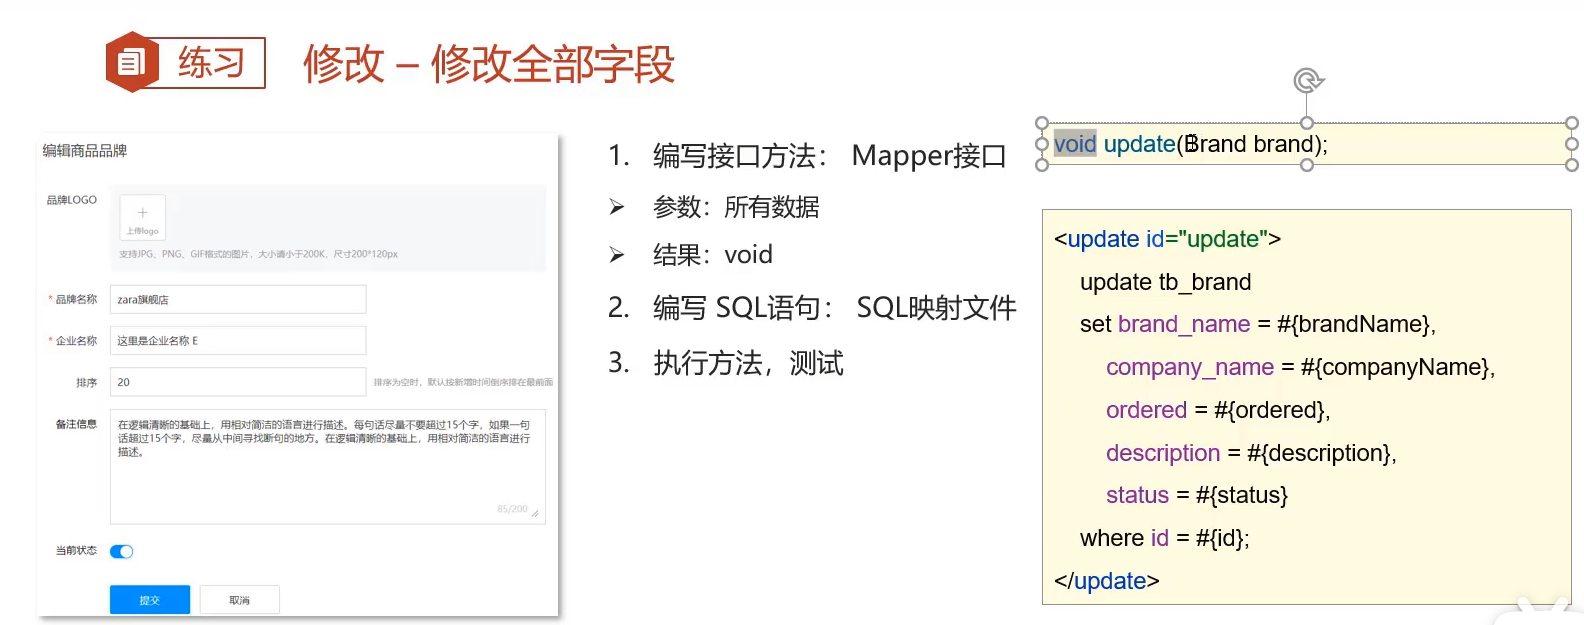 练习
修改 – 修改全部字段
编辑商品品牌
品牌LOGO
+
上传logo
支持JPG、PNG、GIF格式的图片，大小请小于200K，尺寸200*120px
* 品牌名称
zara旗舰店
* 企业名称
这里是企业名称 E
排序
20
排序为空时，默认按新增时间倒序排在最前面
备注信息
在逻辑清晰的基础上，用相对简洁的语言进行描述。每句话尽量不要超过15个字，如果一句
话超过15个字，尽量从中间寻找断句的地方。在逻辑清晰的基础上，用相对简洁的语言进行
描述。
85/200
当前状态
提交
取消
1. 编写接口方法： Mapper接口
➢ 参数：所有数据
➢ 结果：void
2. 编写 SQL语句： SQL映射文件
3. 执行方法，测试
void update(Brand brand);
<update id="update">
update tb_brand
set brand_name = #{brandName},
company_name = #{companyName},
ordered = #{ordered},
description = #{description},
status = #{status}
where id = #{id};
</update>